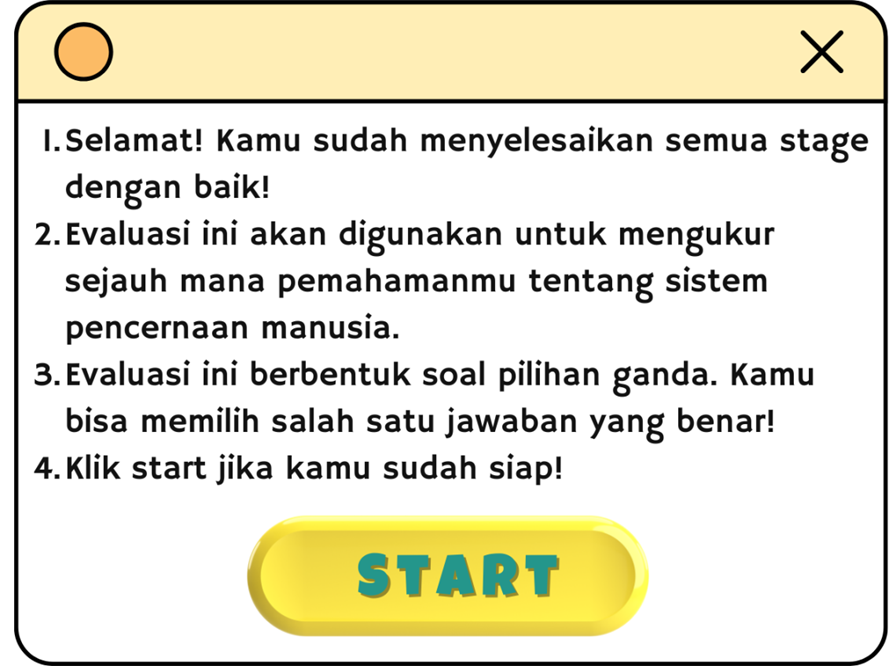 1. Selamat! Kamu sudah menyelesaikan semua stage
dengan baik!
2. Evaluasi ini akan digunakan untuk mengukur
sejauh mana pemahamanmu tentang sistem
pencernaan manusia.
3. Evaluasi ini berbentuk soal pilihan ganda. Kamu
bisa memilih salah satu jawaban yang benar!
4. Klik start jika kamu sudah siap!
START